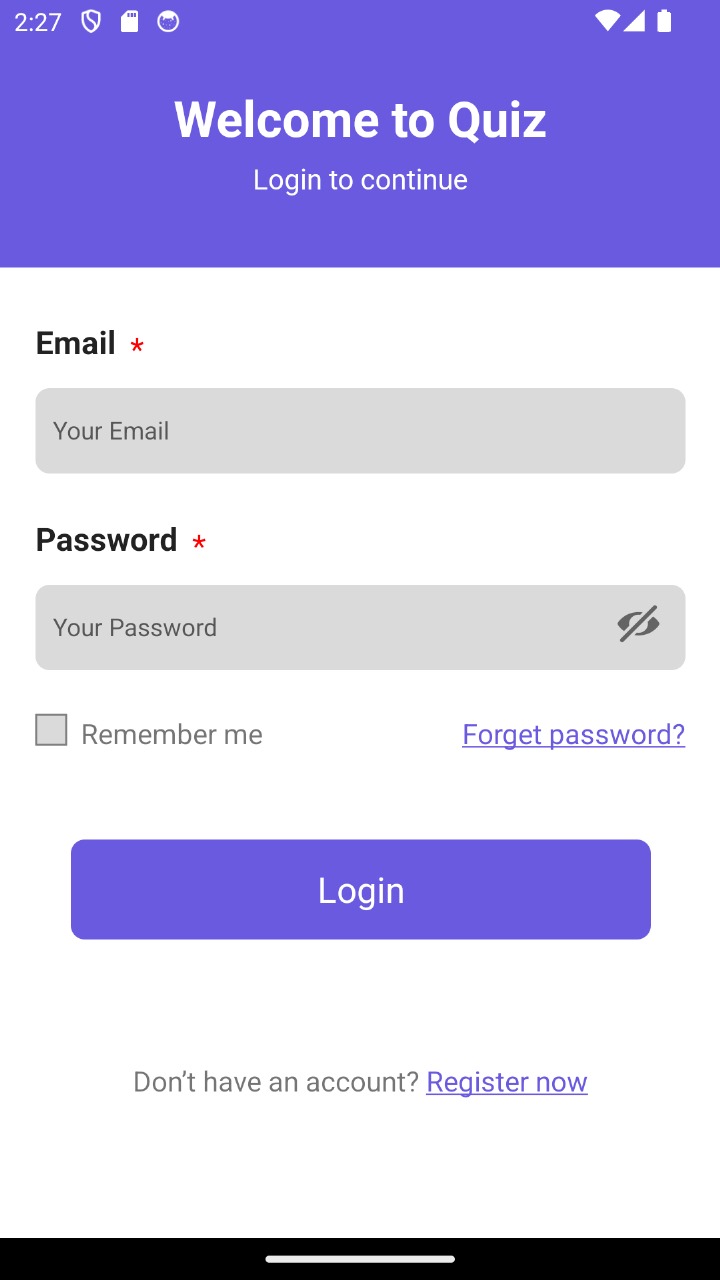 2:27
Welcome to Quiz
Login to continue
Email *
Your Email
Password *
Your Password
Remember me Forget password?
Login
Don’t have an account? Register now